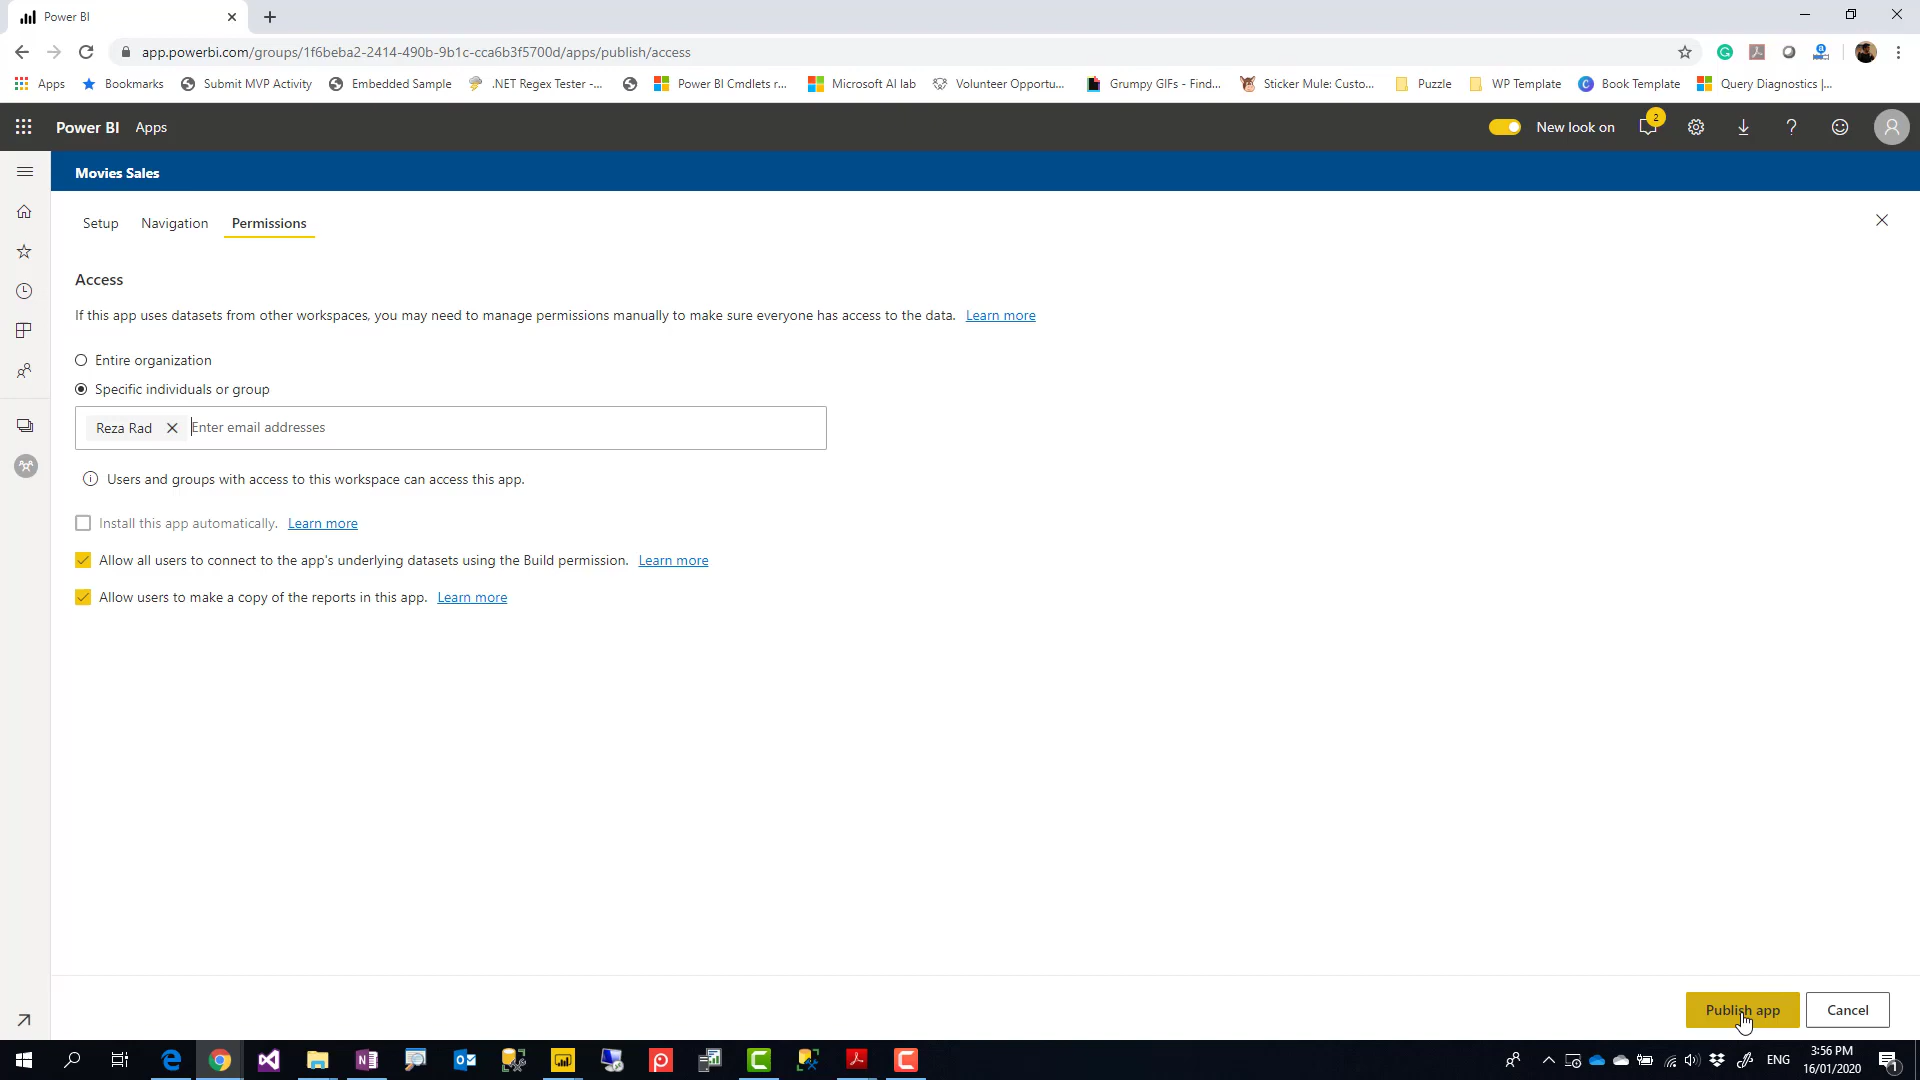 Power BI
app.powerbi.com/groups/1f6beba2-2414-490b-9b1c-cca6b3f5700d/apps/publish/access
Apps Bookmarks Submit MVP Activity Embedded Sample .NET Regex Tester -... Power BI Cmdlets r... Microsoft AI lab Volunteer Opportu... Grumpy GIFs - Find... Sticker Mule: Custo... Puzzle WP Template Book Template Query Diagnostics |...
Power BI Apps New look on 2
Movies Sales
Setup Navigation Permissions
Access
If this app uses datasets from other workspaces, you may need to manage permissions manually to make sure everyone has access to the data. Learn more
Entire organization
Specific individuals or group
Reza Rad Enter email addresses
Users and groups with access to this workspace can access this app.
Install this app automatically. Learn more
Allow all users to connect to the app's underlying datasets using the Build permission. Learn more
Allow users to make a copy of the reports in this app. Learn more
Publish app Cancel
ENG 3:56 PM
16/01/2020 1